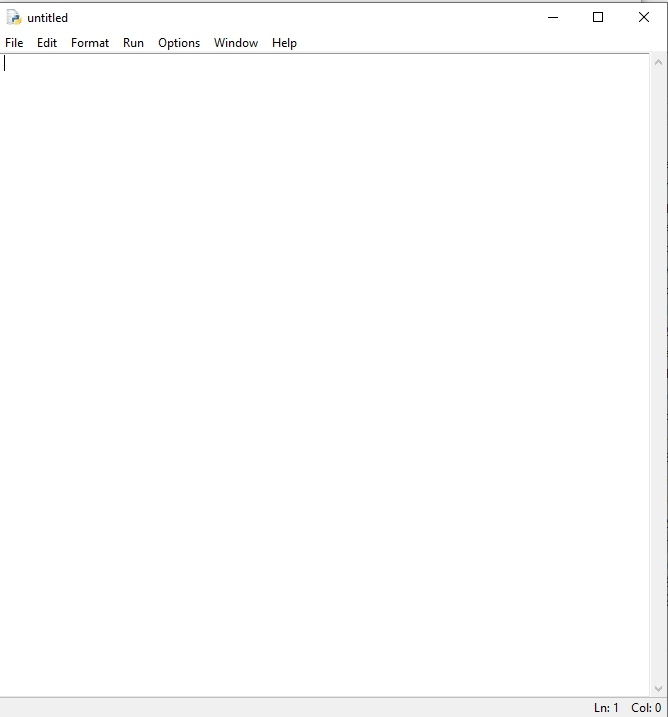 untitled
File Edit Format Run Options Window Help
Ln: 1 Col: 0